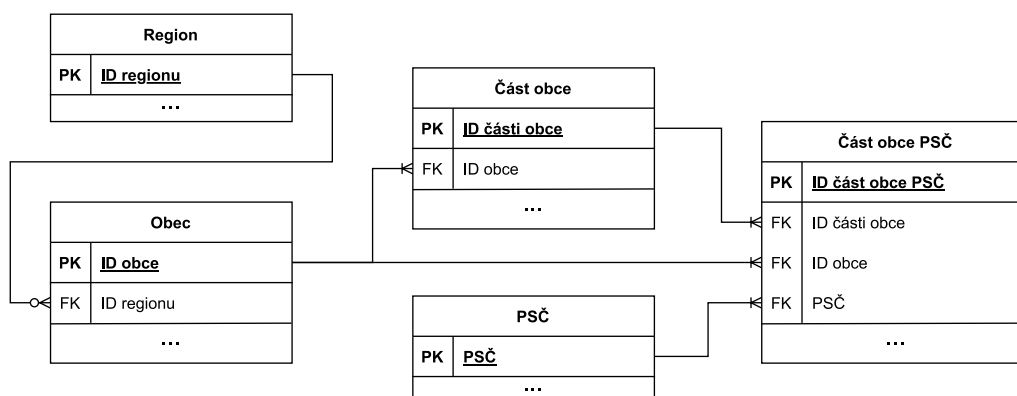 Region
PK ID regionu
...
Obec
PK ID obce
FK ID regionu
...
Část obce
PK ID části obce
FK ID obce
...
PSČ
PK PSČ
...
Část obce PSČ
PK ID část obce PSČ
FK ID části obce
FK ID obce
FK PSČ
...